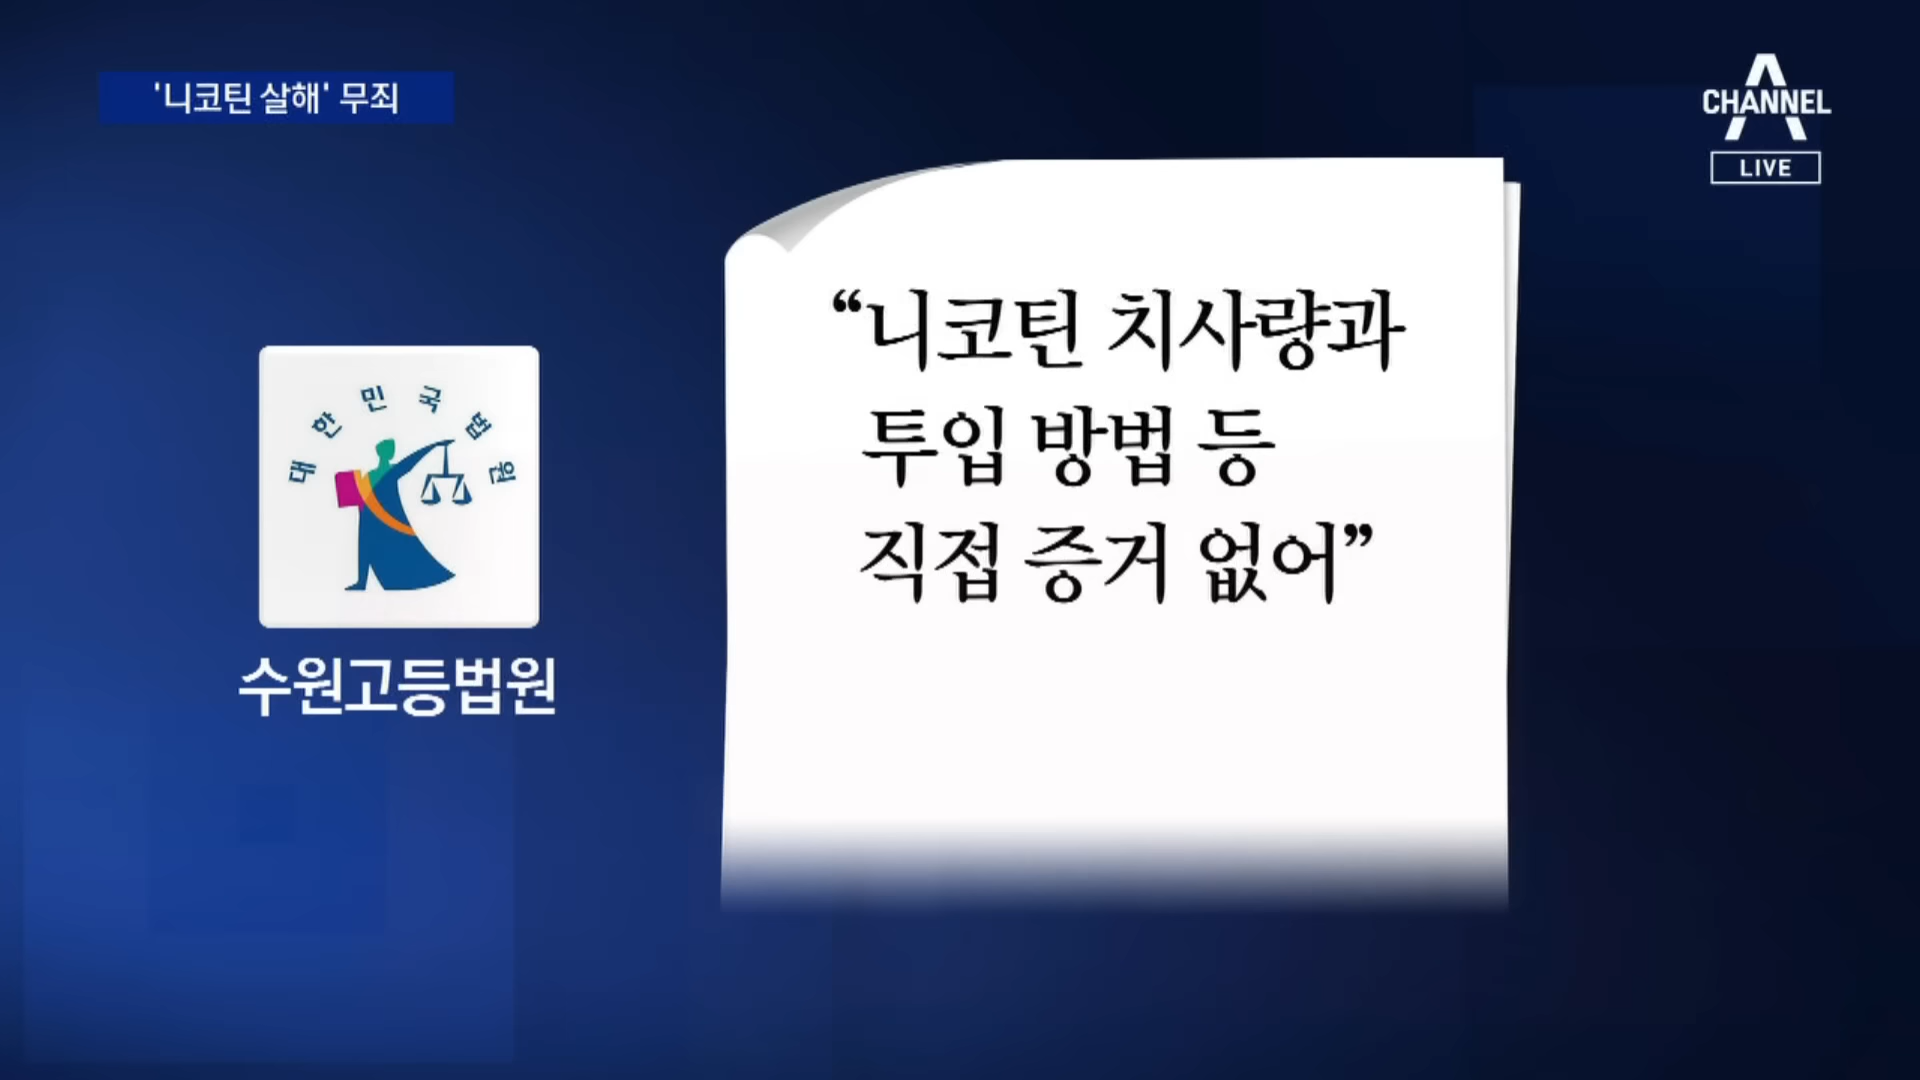 '니코틴 살해' 무죄
CHANNEL A
LIVE
“니코틴 치사량과
투입 방법 등
직접 증거 없어”
대한민국법원
수원고등법원